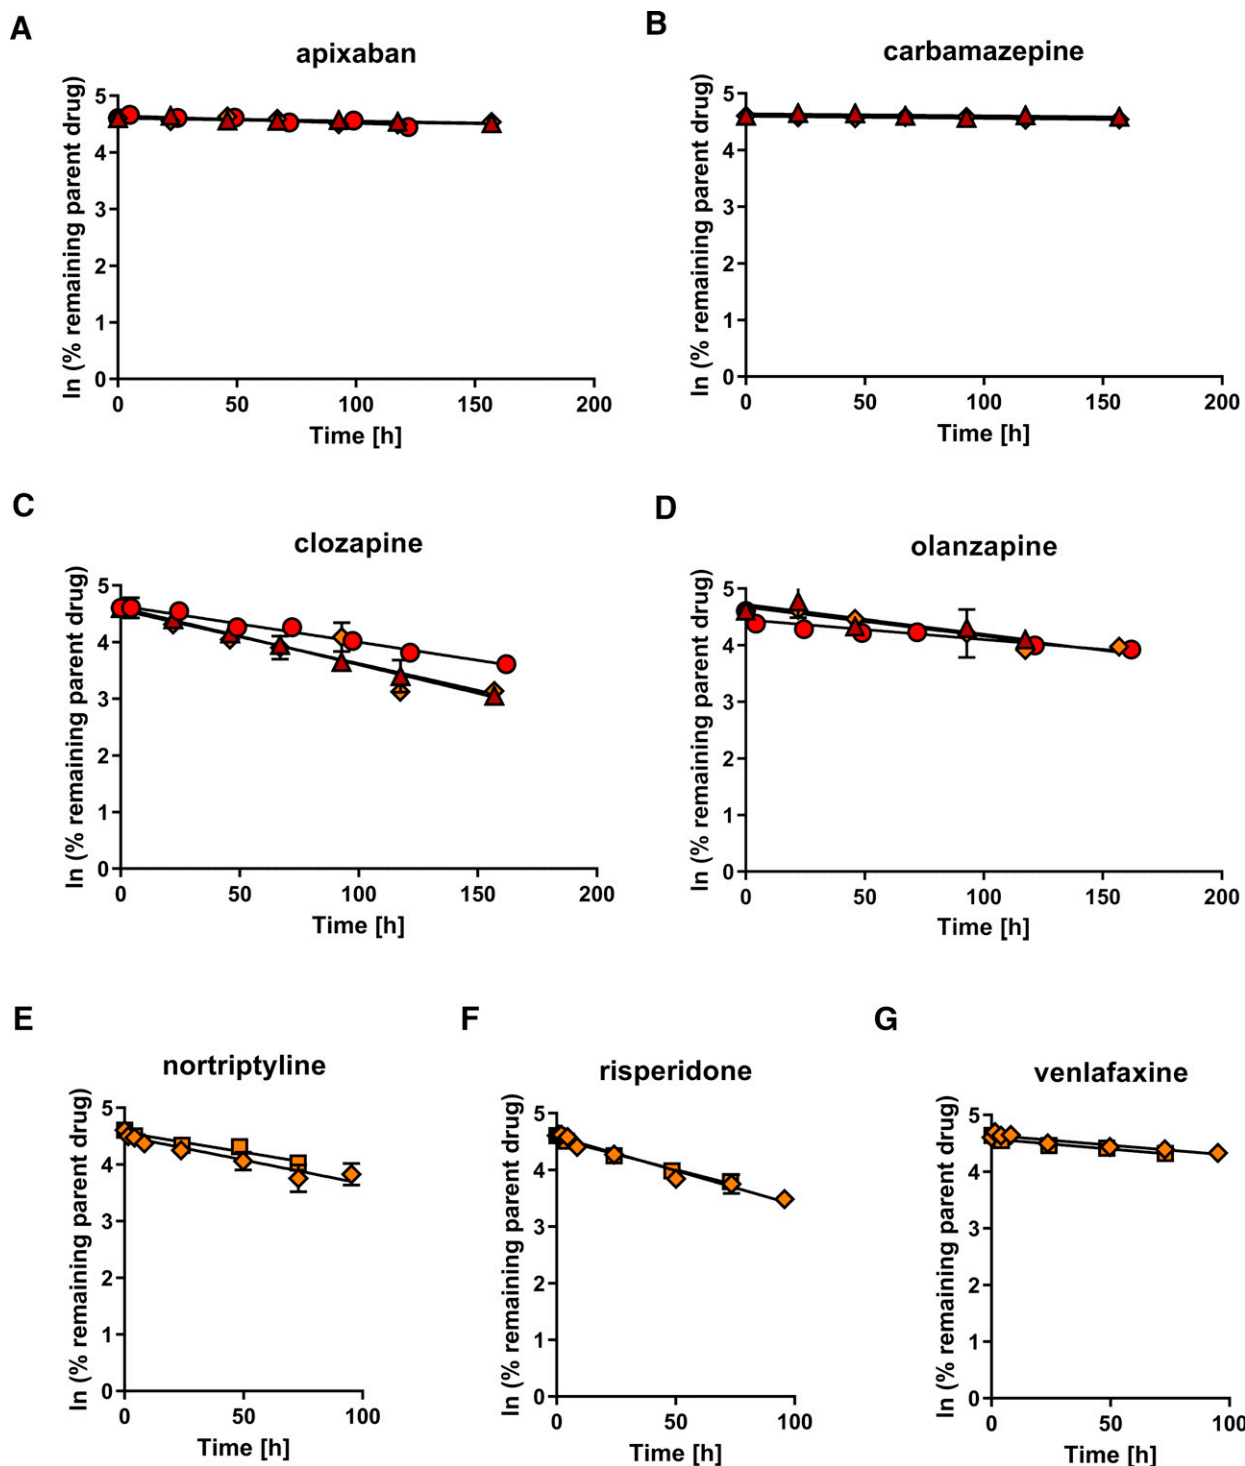 A
apixaban
ln (% remaining parent drug)
5
4
3
2
1
0
0 50 100 150 200
Time [h]
B
carbamazepine
ln (% remaining parent drug)
5
4
3
2
1
0
0 50 100 150 200
Time [h]
C
clozapine
ln (% remaining parent drug)
5
4
3
2
1
0
0 50 100 150 200
Time [h]
D
olanzapine
ln (% remaining parent drug)
5
4
3
2
1
0
0 50 100 150 200
Time [h]
E
nortriptyline
ln (% remaining parent drug)
5
4
3
2
1
0
0 50 100
Time [h]
F
risperidone
ln (% remaining parent drug)
5
4
3
2
1
0
0 50 100
Time [h]
G
venlafaxine
ln (% remaining parent drug)
5
4
3
2
1
0
0 50 100
Time [h]